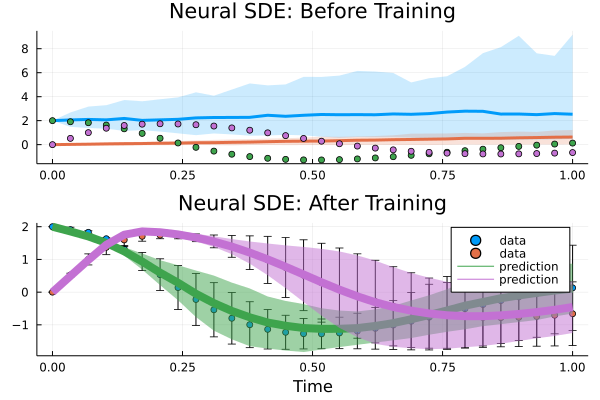 Neural SDE: Before Training
8
6
4
2
0
0.00 0.25 0.50 0.75 1.00
Neural SDE: After Training
2
1
0
−1
data
data
prediction
prediction
0.00 0.25 0.50 0.75 1.00
Time